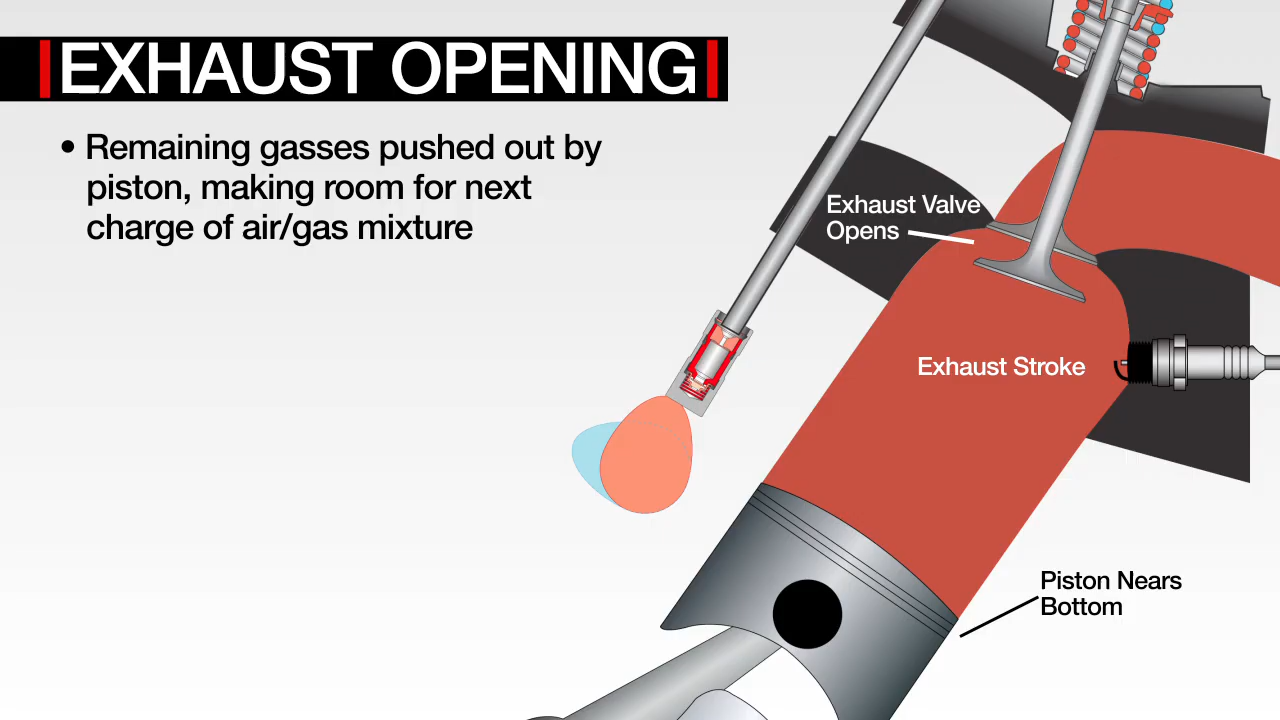 EXHAUST OPENING
• Remaining gasses pushed out by
piston, making room for next
charge of air/gas mixture
Exhaust Valve
Opens
Exhaust Stroke
Piston Nears
Bottom